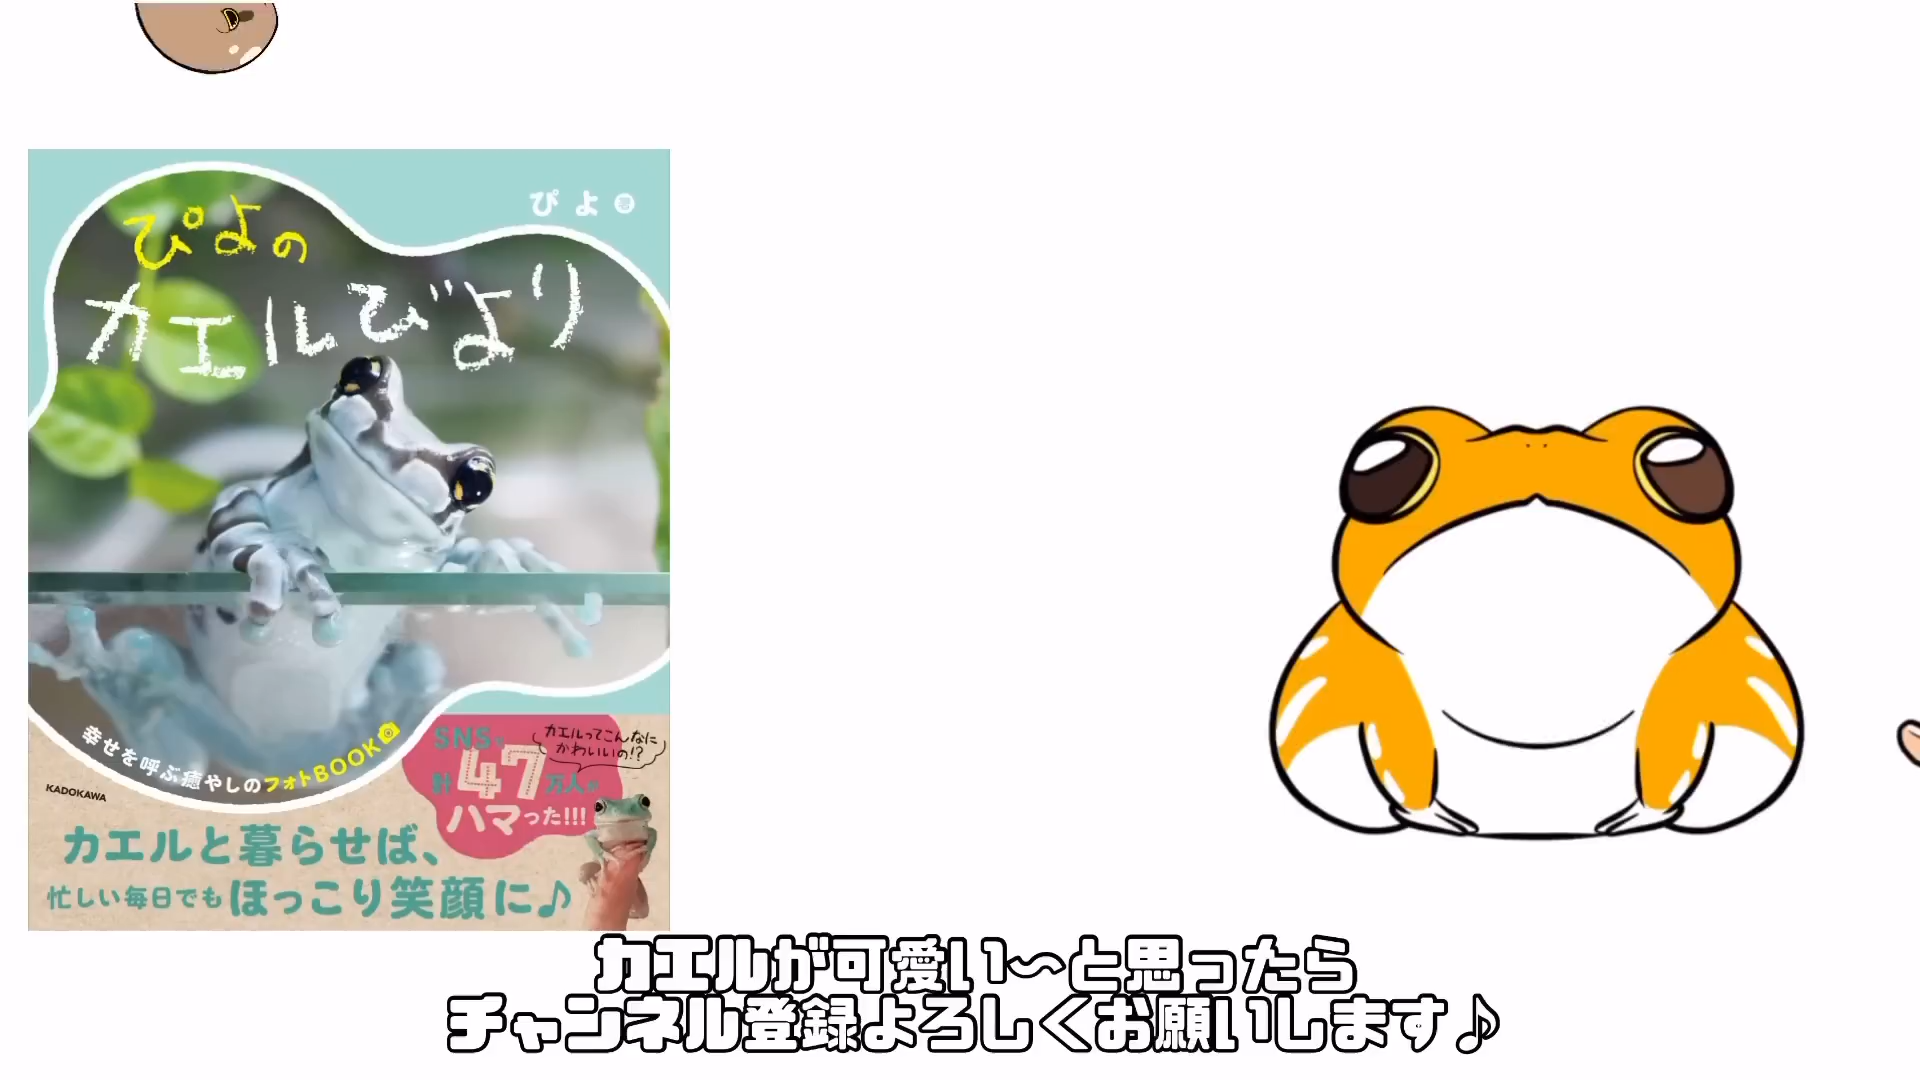 ぴよ 著
ぴよの
カエルびより
幸せを呼ぶ癒やしのフォトBOOK
KADOKAWA
カエルってこんなに
かわいいの!?
SNSで
計47万人が
ハマった!!!
カエルと暮らせば、
忙しい毎日でもほっこり笑顔に♪
カエルが可愛い〜と思ったら
チャンネル登録よろしくお願いします♪